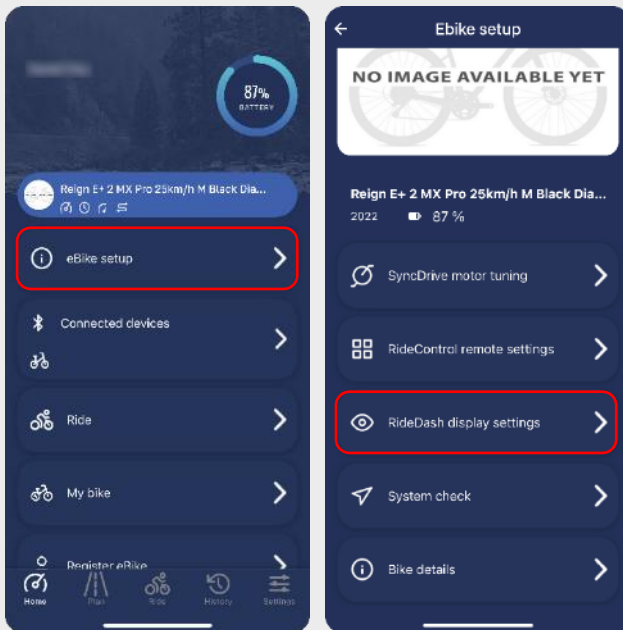 87%
BATTERY
Reign E+ 2 MX Pro 25km/h M Black Dia...
eBike setup
Connected devices
Ride
My bike
Register eBike
Home
Plan
Ride
History
Settings
Ebike setup
NO IMAGE AVAILABLE YET
Reign E+ 2 MX Pro 25km/h M Black Dia...
2022 87 %
SyncDrive motor tuning
RideControl remote settings
RideDash display settings
System check
Bike details